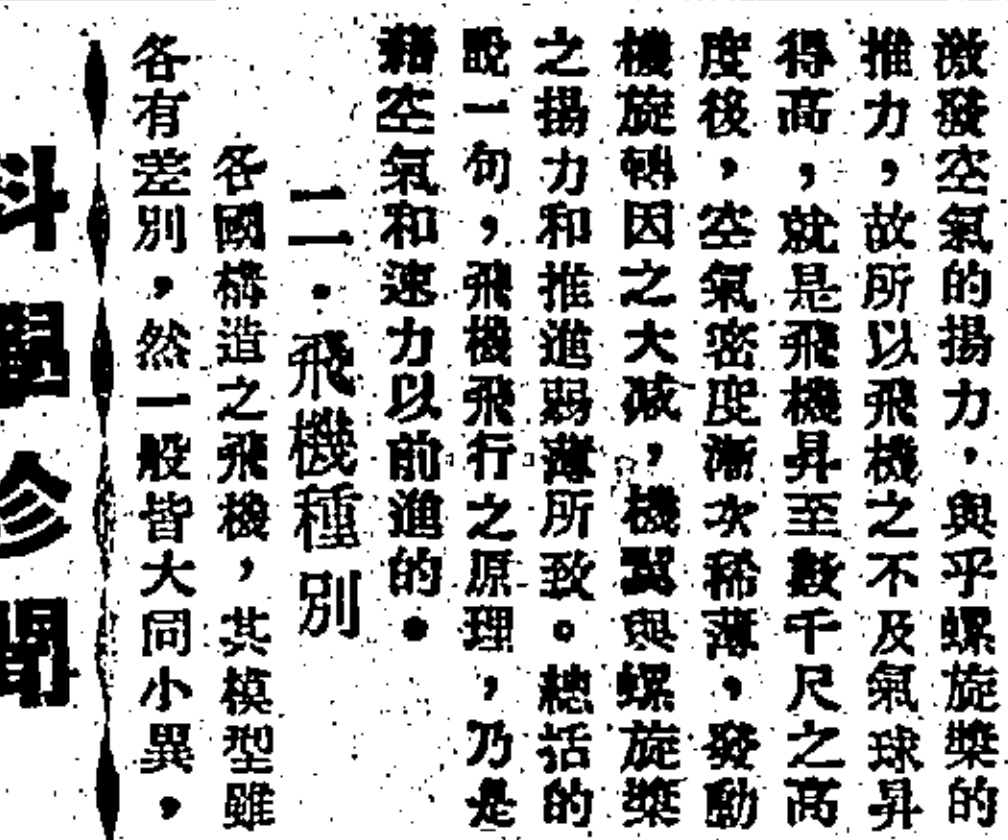 激發空氣的揚力，與乎螺旋槳的
推力，故所以飛機之不及氣球昇
得高，就是飛機昇至數千尺之高
度後，空氣密度漸次稀薄，發動
機旋轉因之大减，機翼與螺旋槳
之揚力和推進弱薄所致。總話的
說一句，飛機飛行之原理，乃是
藉空氣和速力以前進的．
二．飛機種別
各國構造之飛機，其模型雖
各有差別，然一般皆大同小異，
科學珍聞